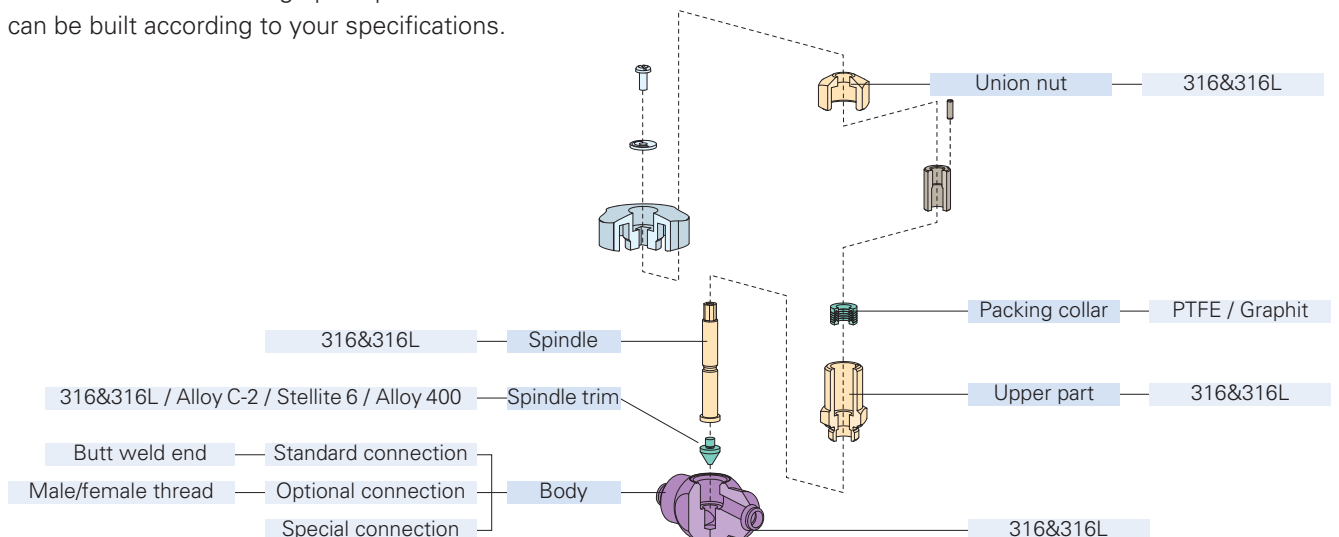 can be built according to your specifications.
Union nut
316&316L
Packing collar
PTFE / Graphit
316&316L
Spindle
316&316L / Alloy C-2 / Stellite 6 / Alloy 400
Spindle trim
Upper part
316&316L
Butt weld end
Standard connection
Male/female thread
Optional connection
Body
Special connection
316&316L